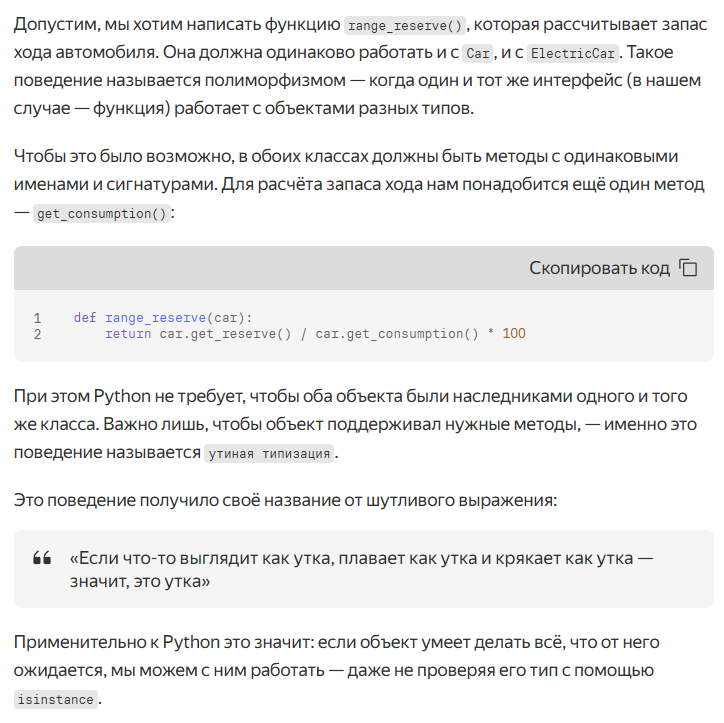 Допустим, мы хотим написать функцию range_reserve(), которая рассчитывает запас
хода автомобиля. Она должна одинаково работать и с Car, и с ElectricCar. Такое
поведение называется полиморфизмом — когда один и тот же интерфейс (в нашем
случае — функция) работает с объектами разных типов.
Чтобы это было возможно, в обоих классах должны быть методы с одинаковыми
именами и сигнатурами. Для расчёта запаса хода нам понадобится ещё один метод
— get_consumption():
Скопировать код
1 def range_reserve(car):
2 return car.get_reserve() / car.get_consumption() * 100
При этом Python не требует, чтобы оба объекта были наследниками одного и того
же класса. Важно лишь, чтобы объект поддерживал нужные методы, — именно это
поведение называется утиная типизация.
Это поведение получило своё название от шутливого выражения:
«Если что-то выглядит как утка, плавает как утка и крякает как утка —
значит, это утка»
Применительно к Python это значит: если объект умеет делать всё, что от него
ожидается, мы можем с ним работать — даже не проверяя его тип с помощью
isinstance.